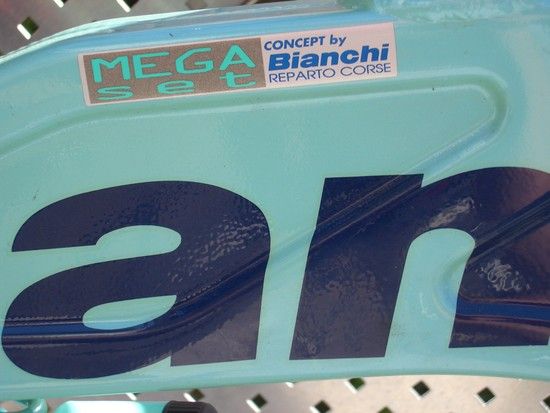 MEGA
set
CONCEPT by
Bianchi
REPARTO CORSE
an